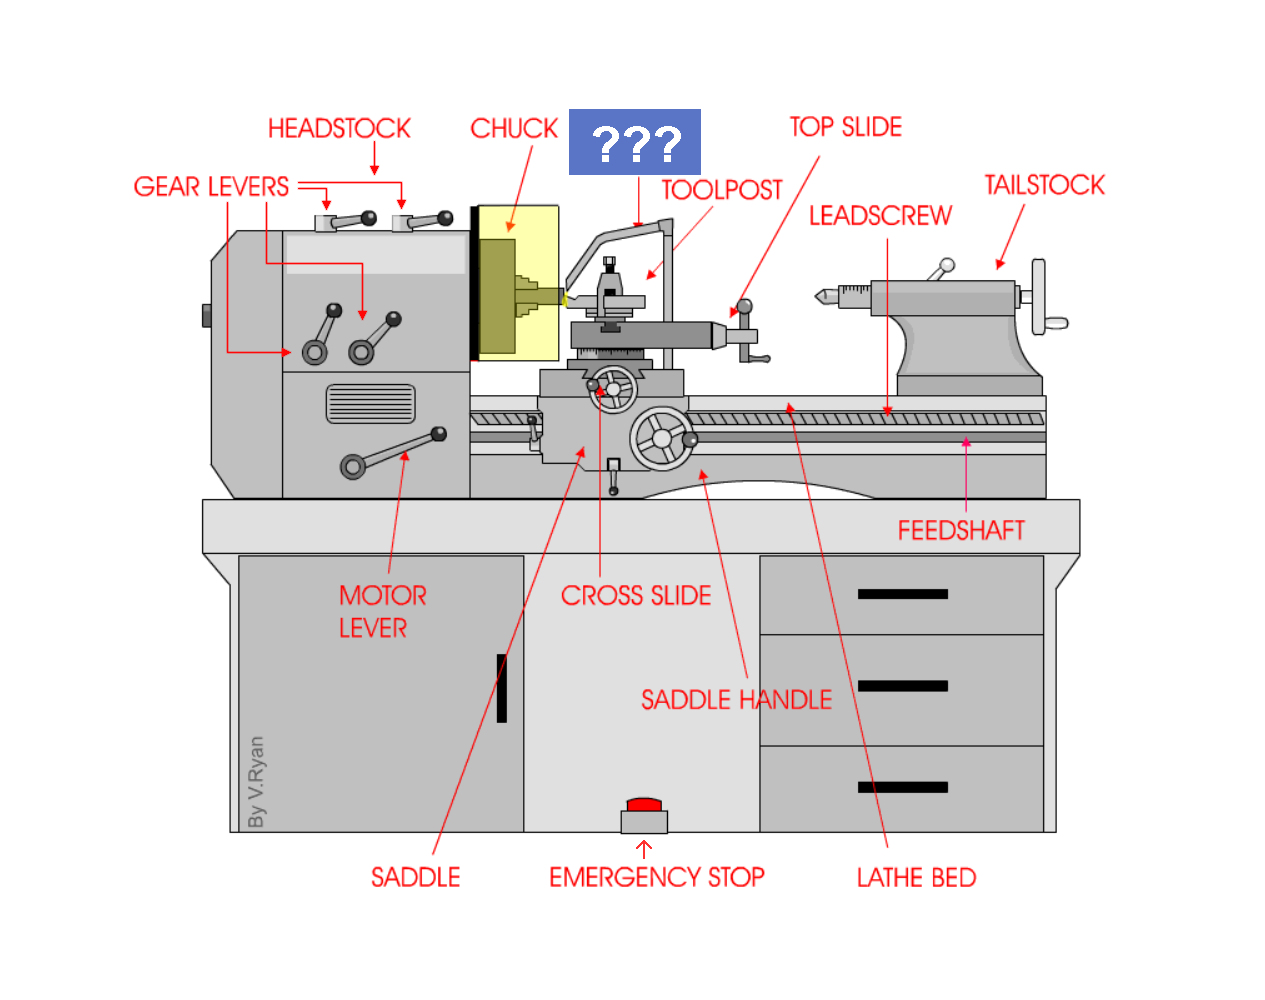 HEADSTOCK
CHUCK
???
TOP SLIDE
GEAR LEVERS
TOOLPOST
TAILSTOCK
LEADSCREW
FEEDSHAFT
MOTOR
LEVER
CROSS SLIDE
SADDLE HANDLE
By V.Ryan
SADDLE
EMERGENCY STOP
LATHE BED